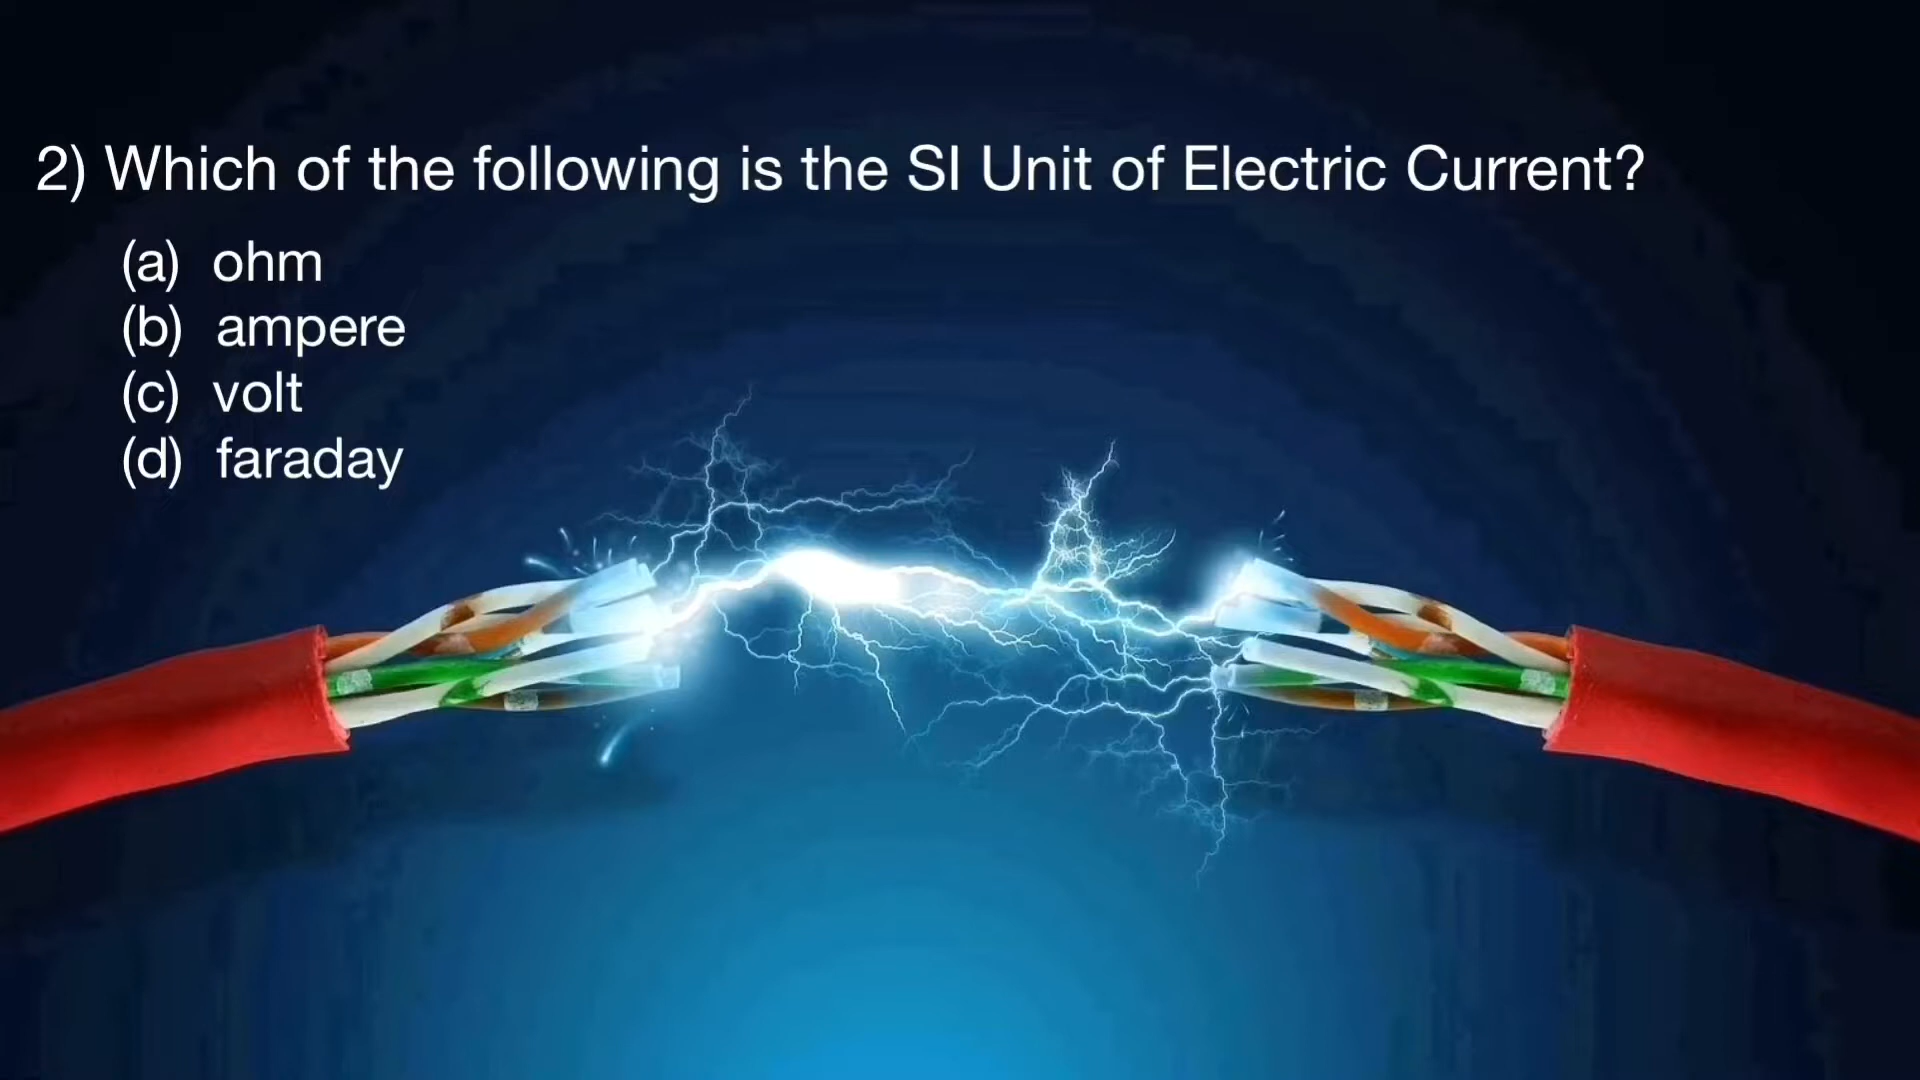 2) Which of the following is the SI Unit of Electric Current?
(a) ohm
(b) ampere
(c) volt
(d) faraday